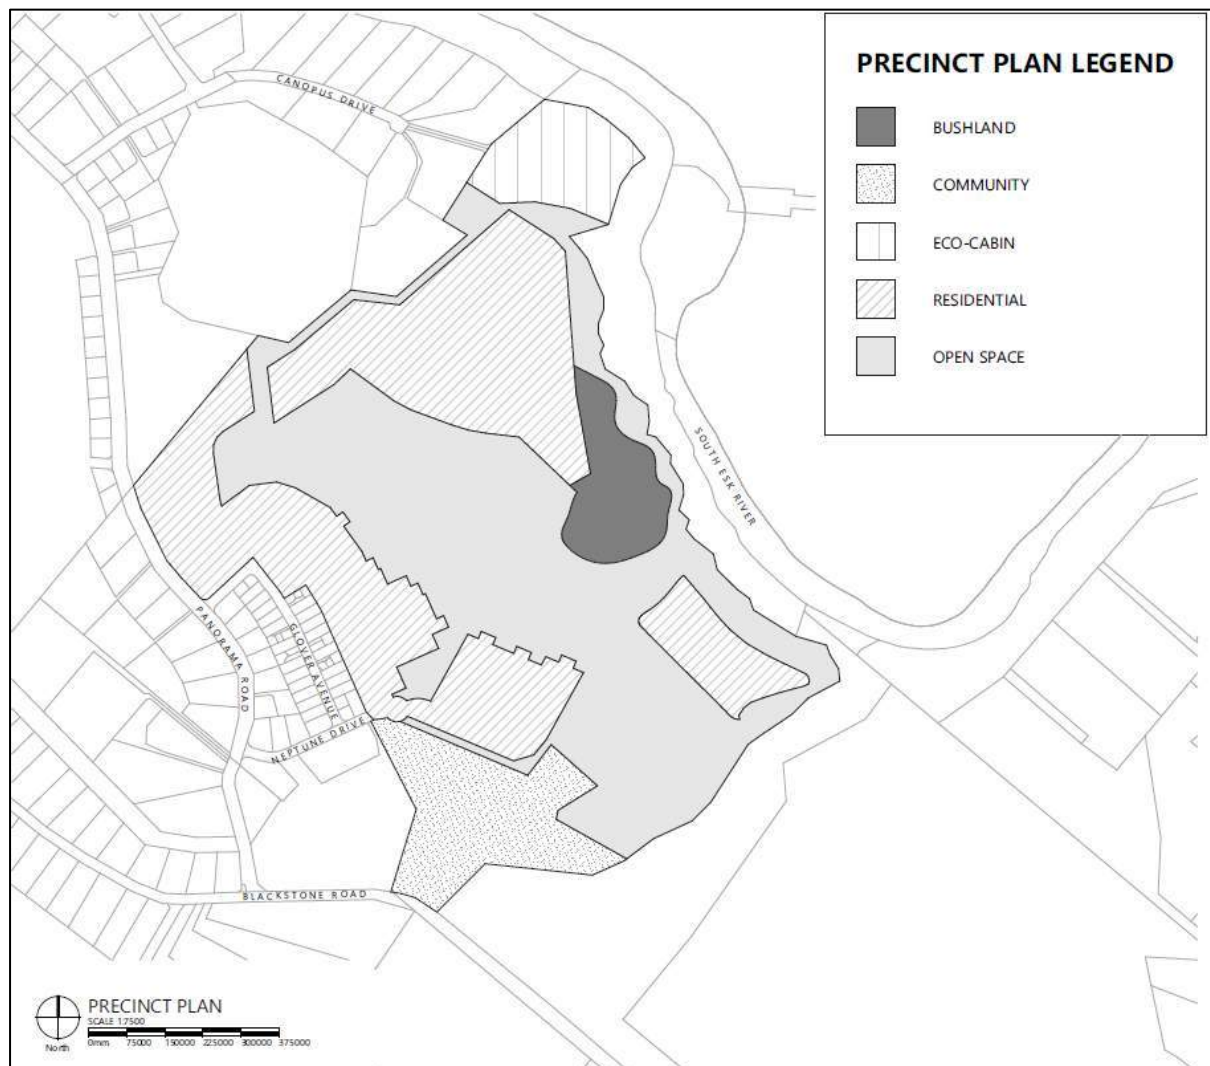 PRECINCT PLAN LEGEND
BUSHLAND
COMMUNITY
ECO-CABIN
RESIDENTIAL
OPEN SPACE
CANOPUS DRIVE
SOUTH ESK RIVER
PANORAMA ROAD
GLOVER AVENUE
NEPTUNE DRIVE
BLACKSTONE ROAD
PRECINCT PLAN
SCALE 1:7500
0mm 75000 150000 225000 300000 375000
North